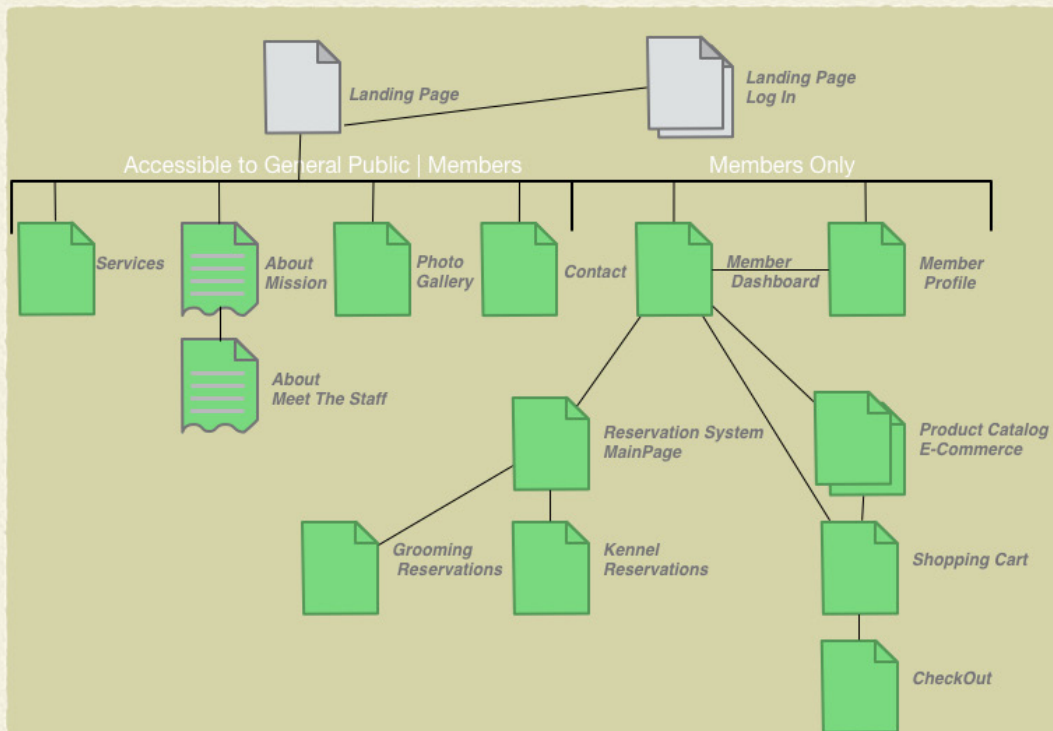 Landing Page
Landing Page
Log In
Accessible to General Public | Members
Members Only
Services
About
Mission
Photo
Gallery
Contact
Member
Dashboard
Member
Profile
About
Meet The Staff
Reservation System
MainPage
Product Catalog
E-Commerce
Grooming
Reservations
Kennel
Reservations
Shopping Cart
CheckOut